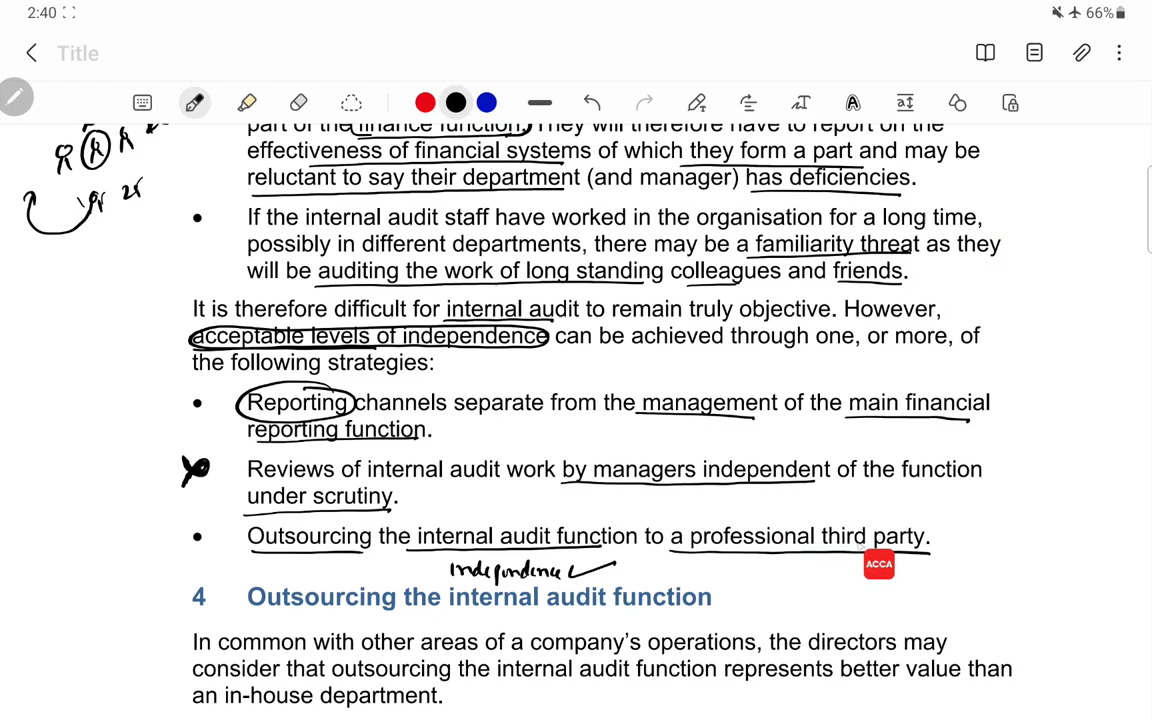 2:40
66%
Title
part of the finance function. They will therefore have to report on the
effectiveness of financial systems of which they form a part and may be
reluctant to say their department (and manager) has deficiencies.
• If the internal audit staff have worked in the organisation for a long time,
possibly in different departments, there may be a familiarity threat as they
will be auditing the work of long standing colleagues and friends.
It is therefore difficult for internal audit to remain truly objective. However,
acceptable levels of independence can be achieved through one, or more, of
the following strategies:
• Reporting channels separate from the management of the main financial
reporting function.
Reviews of internal audit work by managers independent of the function
under scrutiny.
• Outsourcing the internal audit function to a professional third party.
independence
ACCA
4 Outsourcing the internal audit function
In common with other areas of a company's operations, the directors may
consider that outsourcing the internal audit function represents better value than
an in-house department.